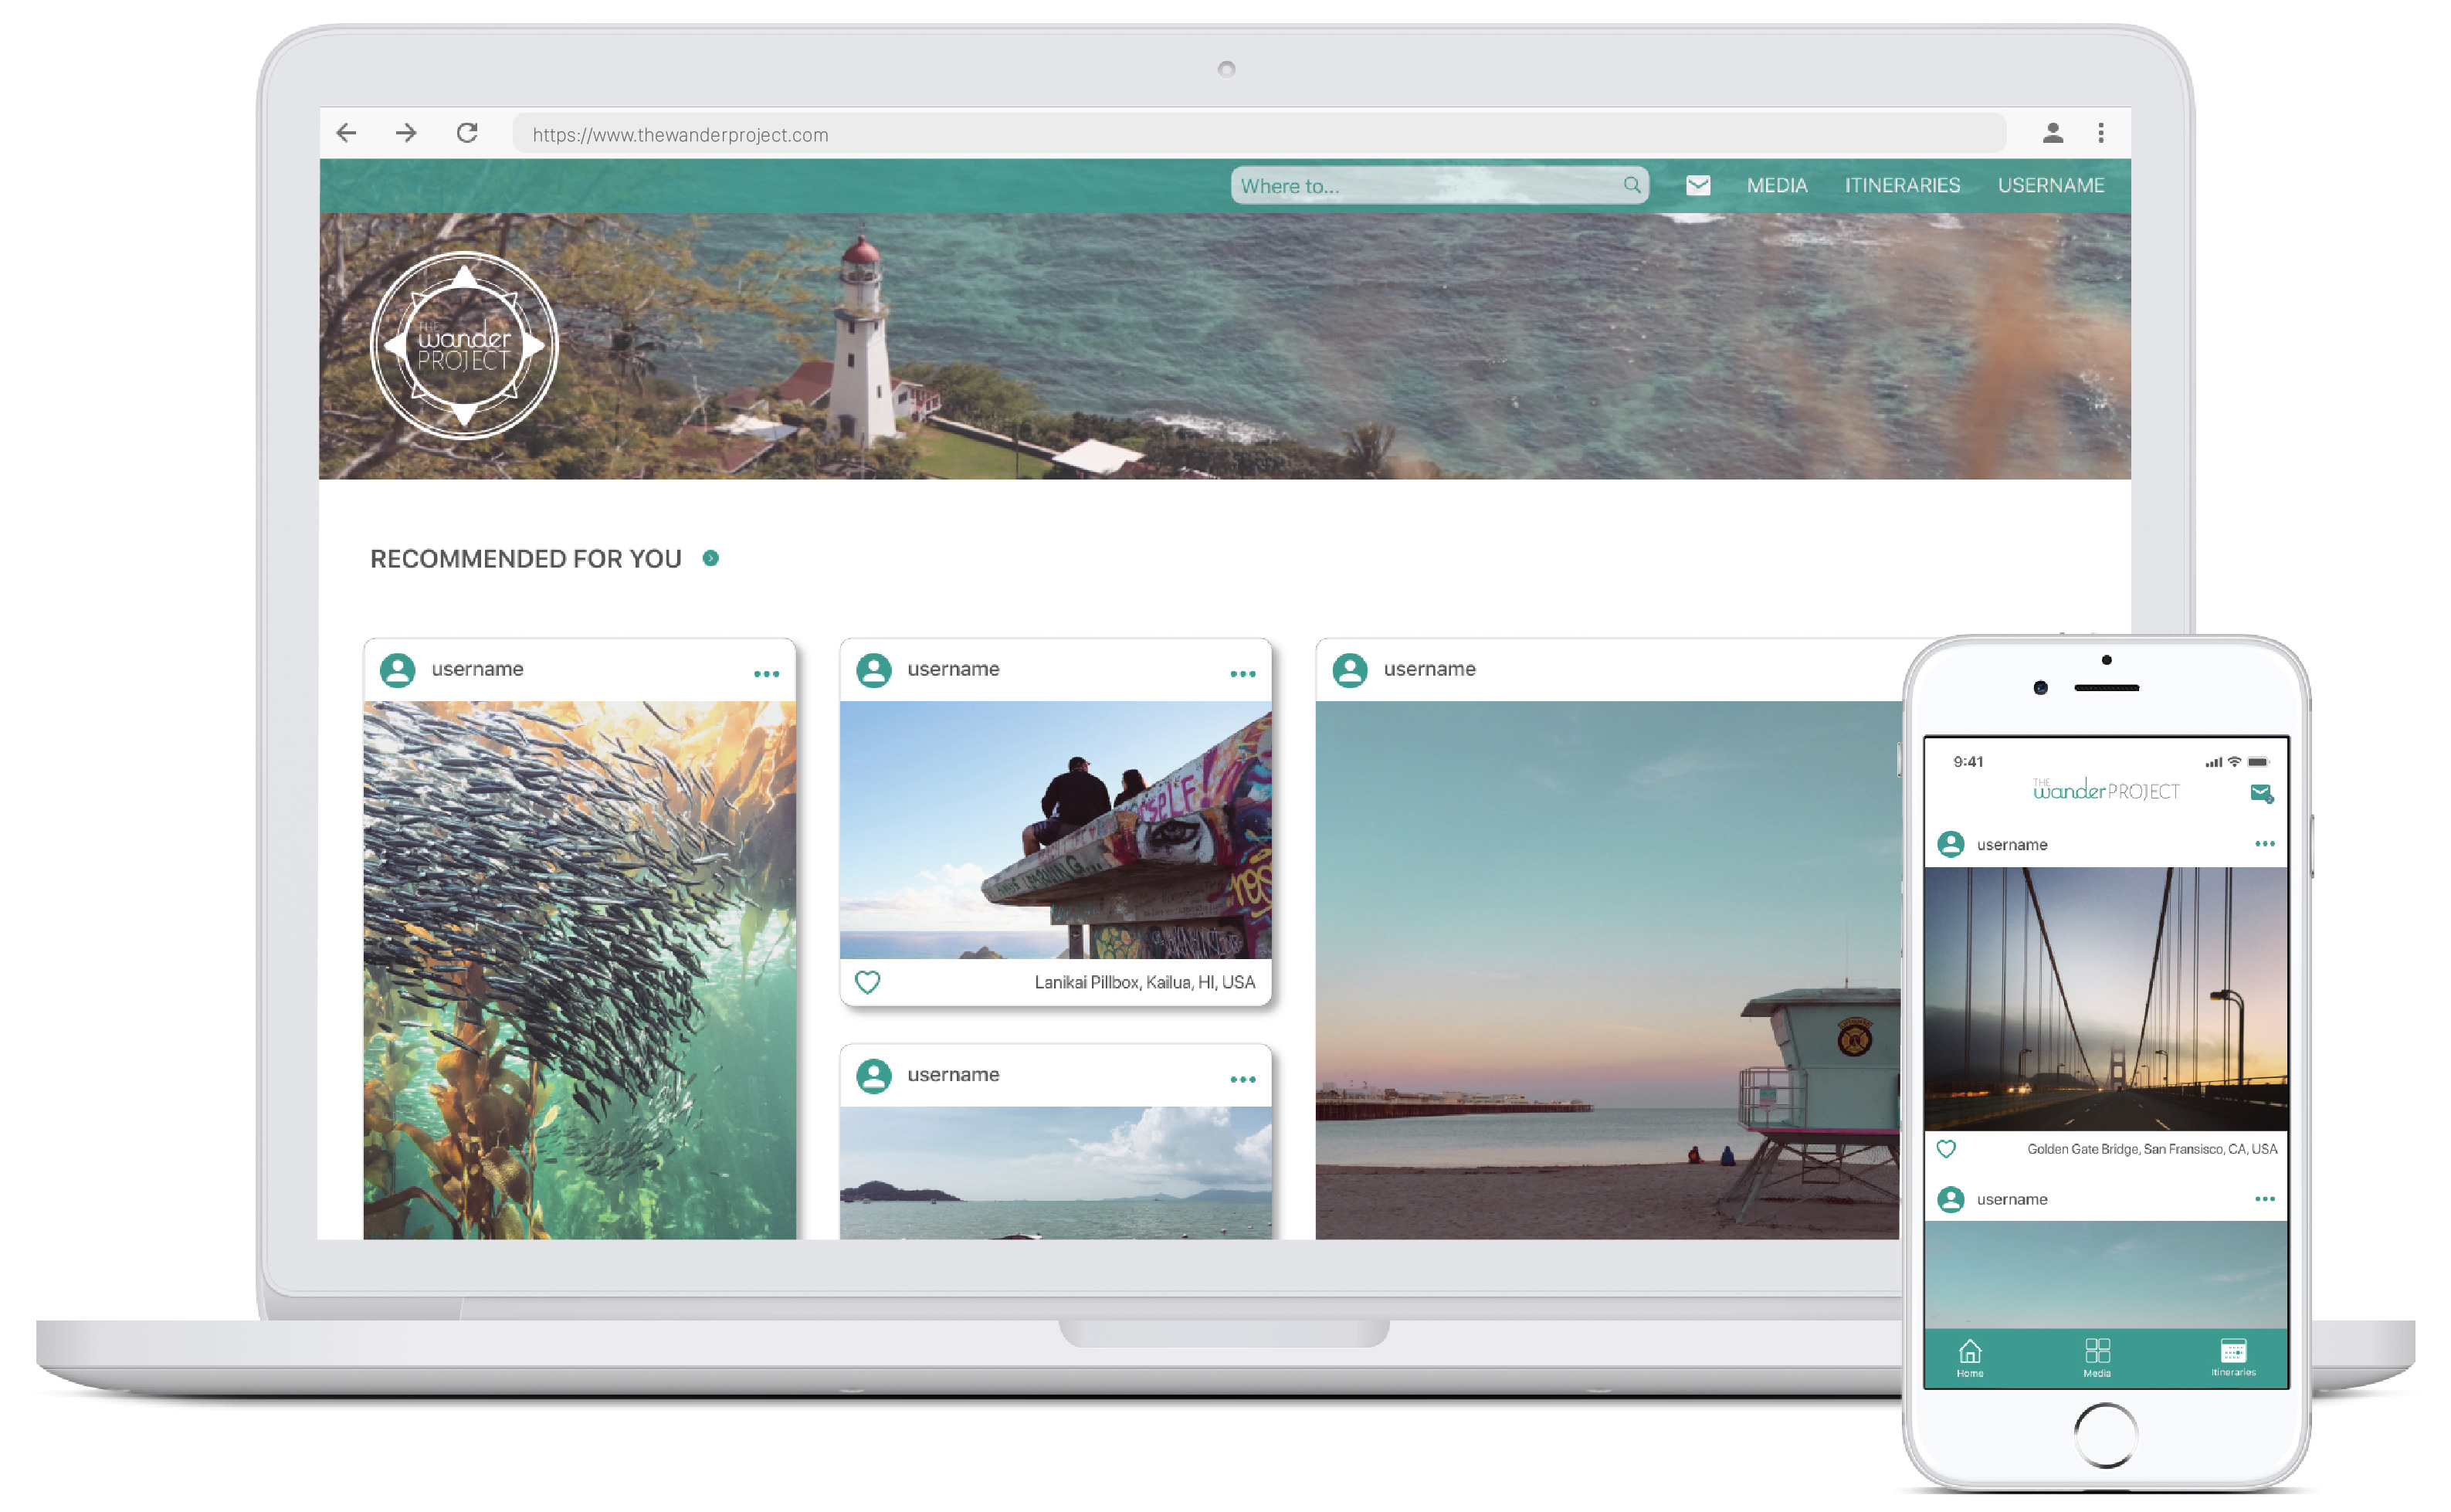 https://www.thewanderproject.com
Where to...
MEDIA ITINERARIES USERNAME
THE
wander
PROJECT
RECOMMENDED FOR YOU
username
username
Lanikai Pillbox, Kailua, HI, USA
username
username
9:41
THE
wanderPROJECT
username
Golden Gate Bridge, San Fransisco, CA, USA
username
Home Media Itineraries